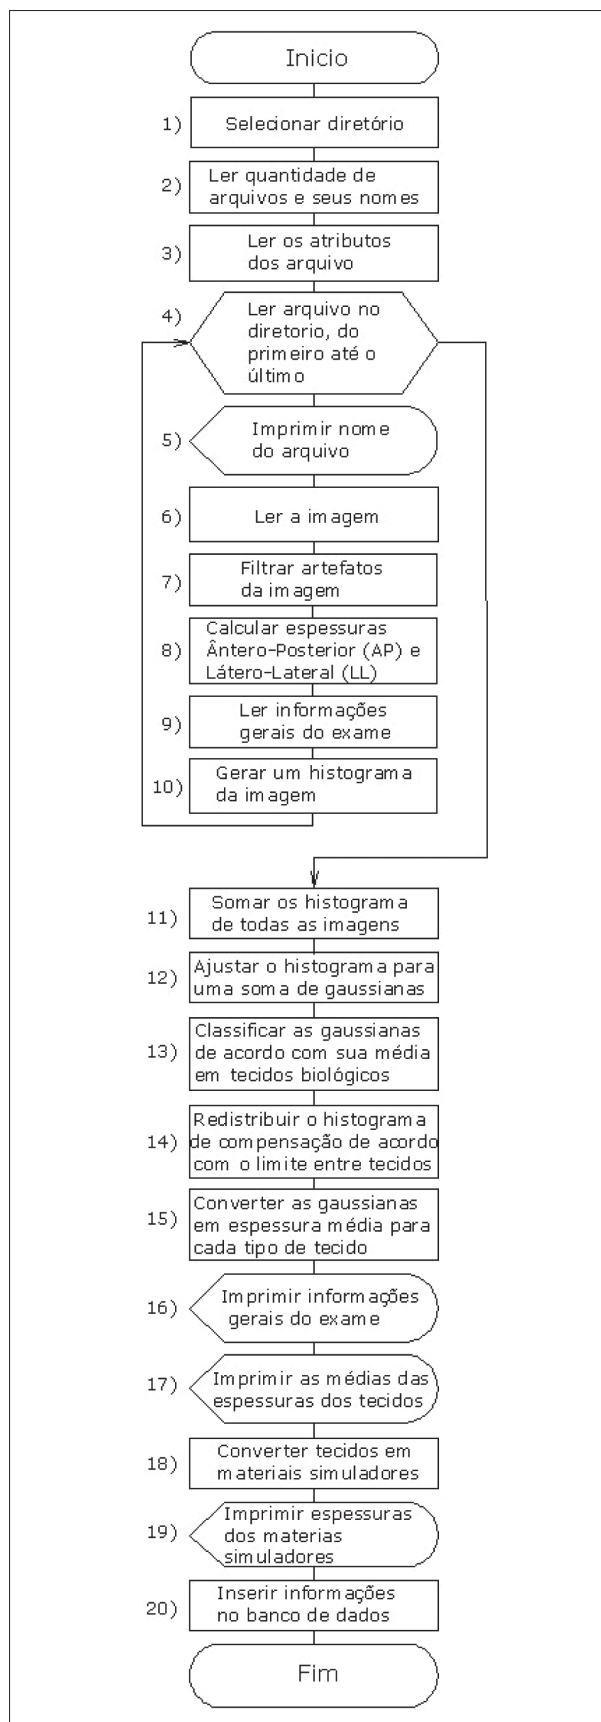 Inicio
1) Selecionar diretório
2) Ler quantidade de
arquivos e seus nomes
3) Ler os atributos
dos arquivo
4) Ler arquivo no
diretorio, do
primeiro até o
último
5) Imprimir nome
do arquivo
6) Ler a imagem
7) Filtrar artefatos
da imagem
8) Calcular espessuras
Ântero-Posterior (AP) e
Látero-Lateral (LL)
9) Ler informações
gerais do exame
10) Gerar um histograma
da imagem
11) Somar os histograma
de todas as imagens
12) Ajustar o histograma para
uma soma de gaussianas
13) Classificar as gaussianas
de acordo com sua média
em tecidos biológicos
14) Redistribuir o histograma
de compensação de acordo
com o limite entre tecidos
15) Converter as gaussianas
em espessura média para
cada tipo de tecido
16) Imprimir informações
gerais do exame
17) Imprimir as médias das
espessuras dos tecidos
18) Converter tecidos em
materiais simuladores
19) Imprimir espessuras
dos materias
simuladores
20) Inserir informações
no banco de dados
Fim